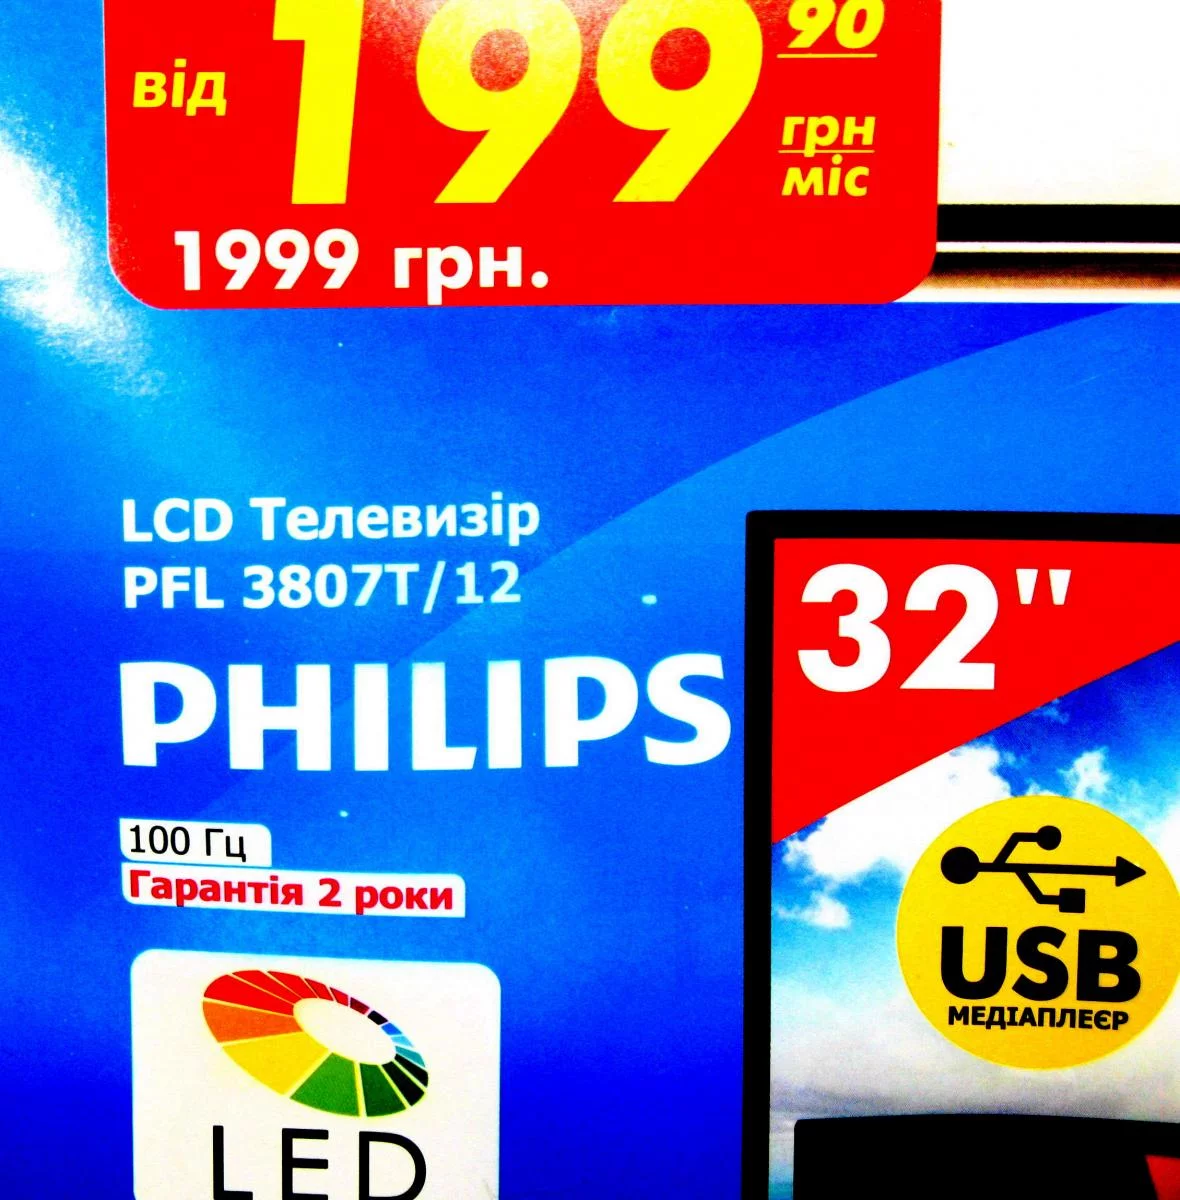 від 199 90
грн
міс
1999 грн.
LCD Телевизір
PFL 3807T/12
PHILIPS
32"
100 Гц
Гарантія 2 роки
USB
МЕДІАПЛЕЄР
LED